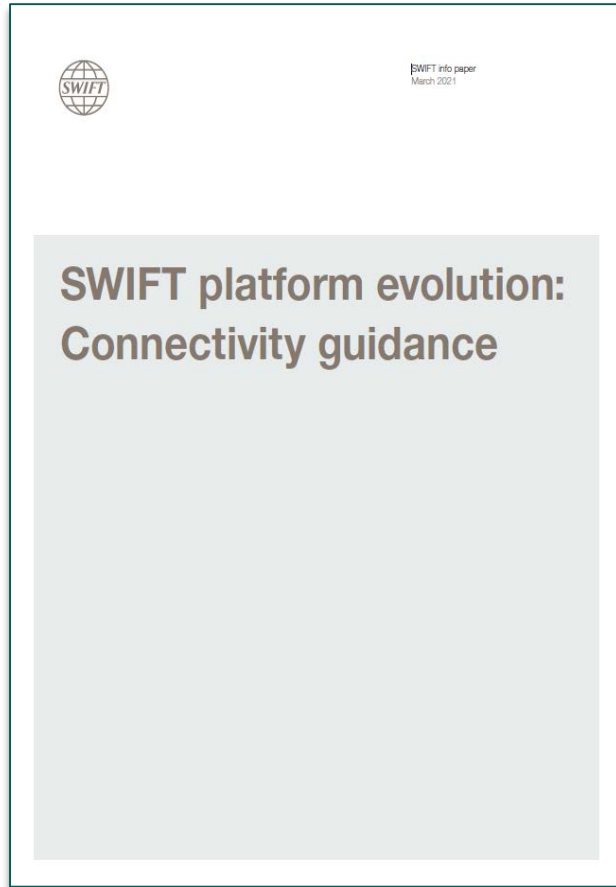 SWIFT
SWIFT info paper
March 2021
SWIFT platform evolution:
Connectivity guidance